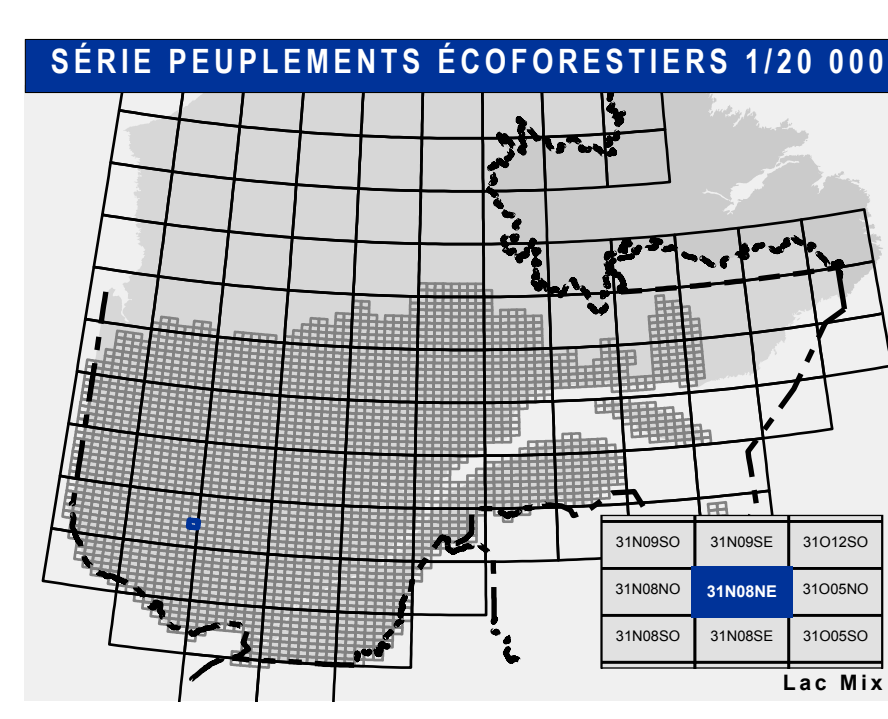 SÉRIE PEUPLEMENTS ÉCOFORESTIERS 1/20 000
31N09SO 31N09SE 31O12SO
31N08NO 31N08NE 31O05NO
31N08SO 31N08SE 31O05SO
Lac Mix